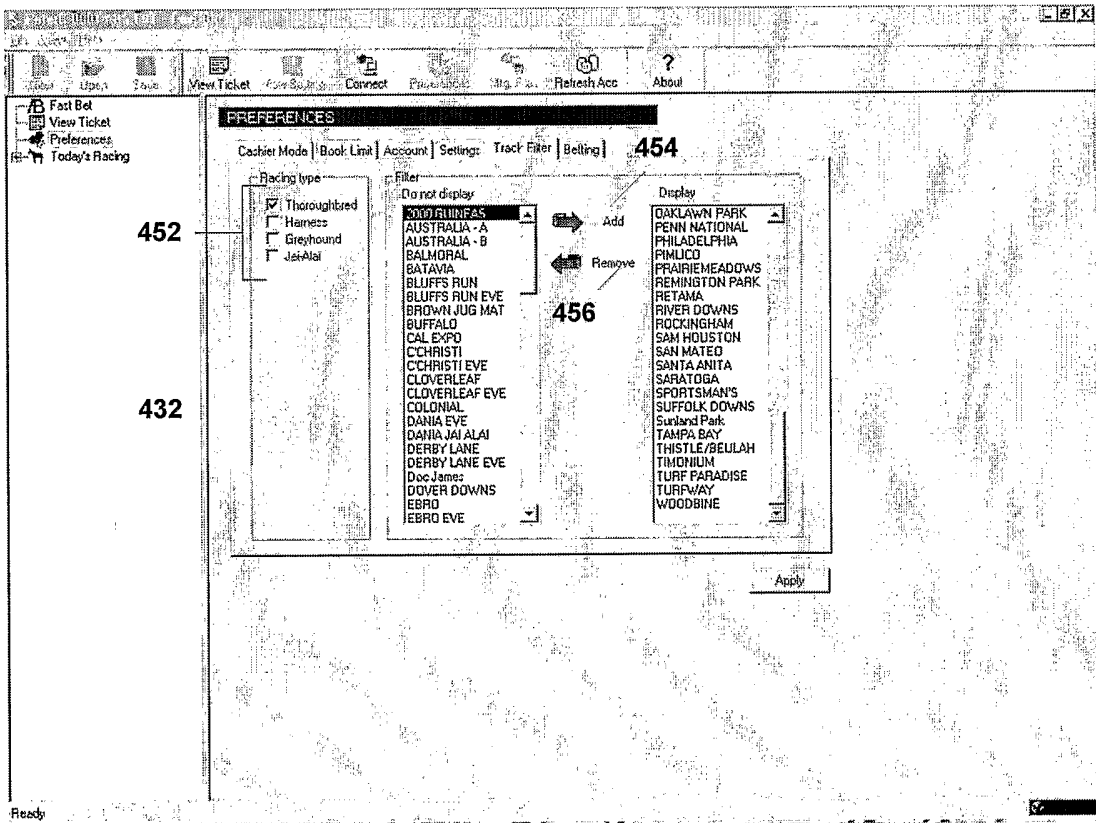 View Ticket
Connect
Refresh Acc
?
About
Fast Bet
View Ticket
Preferences
Today's Racing
PREFERENCES
Cashier Mode Book Limit Account Settings Track Filter Betting
454
Racing type
Thoroughbred
Harness
Greyhound
Jai-Alai
452
432
Filter
Do not display
AUSTRALIA - A
AUSTRALIA - B
BALMORAL
BATAVIA
BLUFFS RUN
BLUFFS RUN EVE
BROWN JUG MAT
BUFFALO
CAL EXPO
C'CHRISTI
C'CHRISTI EVE
CLOVERLEAF
CLOVERLEAF EVE
COLONIAL
DANIA EVE
DANIA JAI ALAI
DERBY LANE
DERBY LANE EVE
Doc James
DOVER DOWNS
EBRO
EBRO EVE
Add
Remove
456
Display
OAKLAWN PARK
PENN NATIONAL
PHILADELPHIA
PIMLICO
PRAIRIEMEADOWS
REMINGTON PARK
RETAMA
RIVER DOWNS
ROCKINGHAM
SAM HOUSTON
SAN MATEO
SANTA ANITA
SARATOGA
SPORTSMAN'S
SUFFOLK DOWNS
Sunland Park
TAMPA BAY
THISTLE/BEULAH
TIMONIUM
TURF PARADISE
TURFWAY
WOODBINE
Apply
Ready